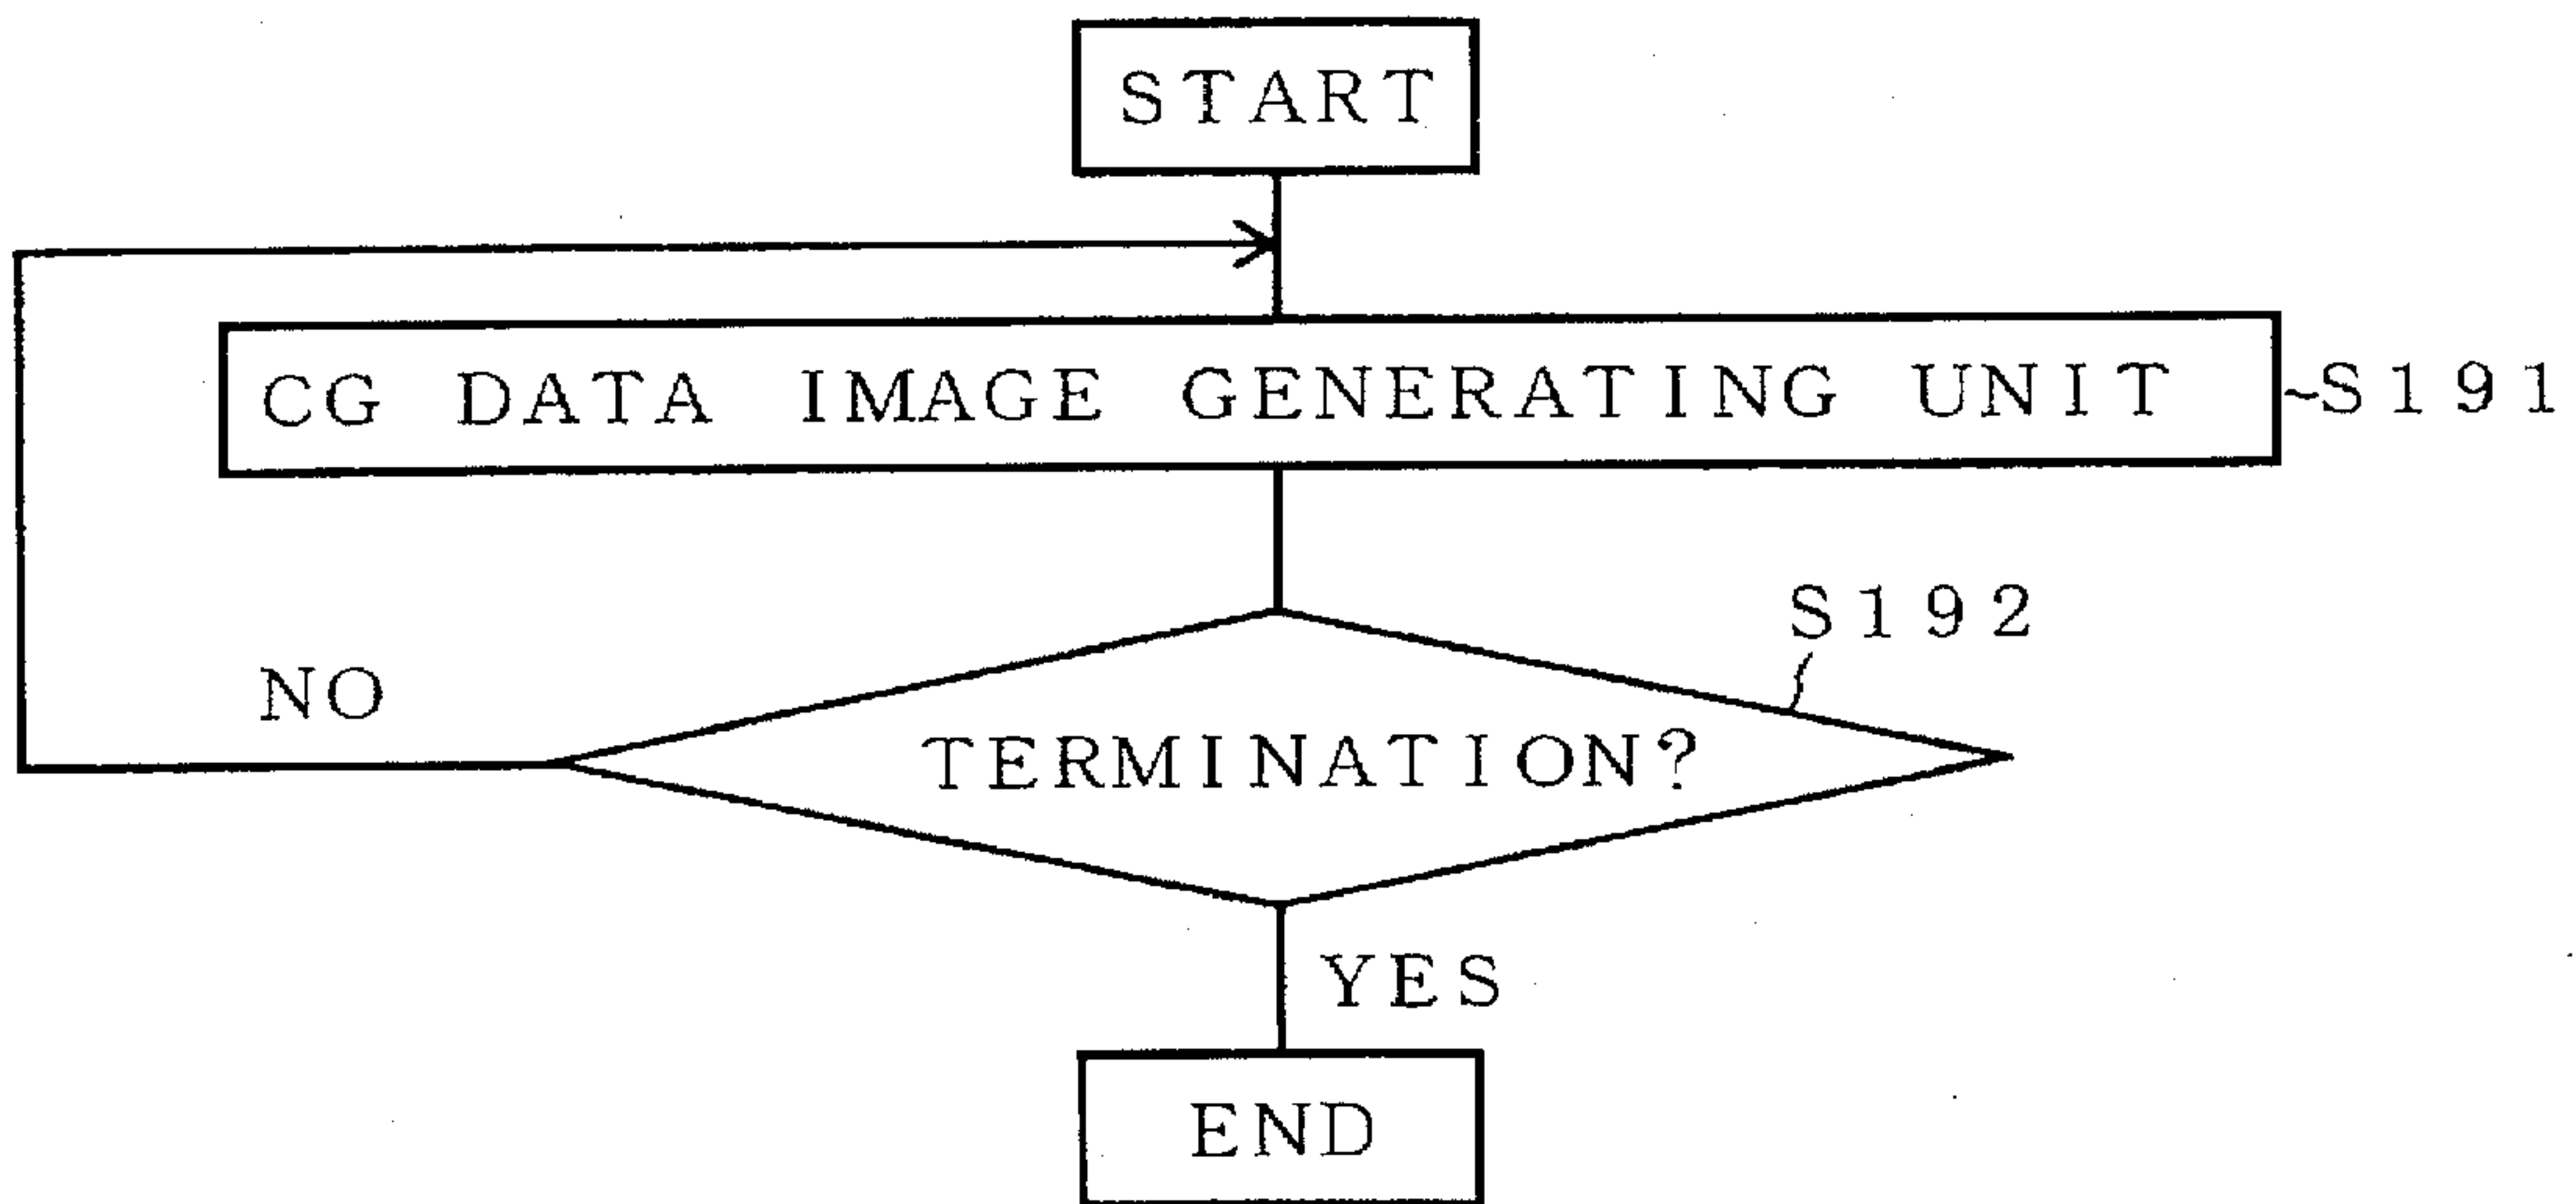 START
CG DATA IMAGE GENERATING UNIT ~S191
S192
NO
TERMINATION?
YES
END